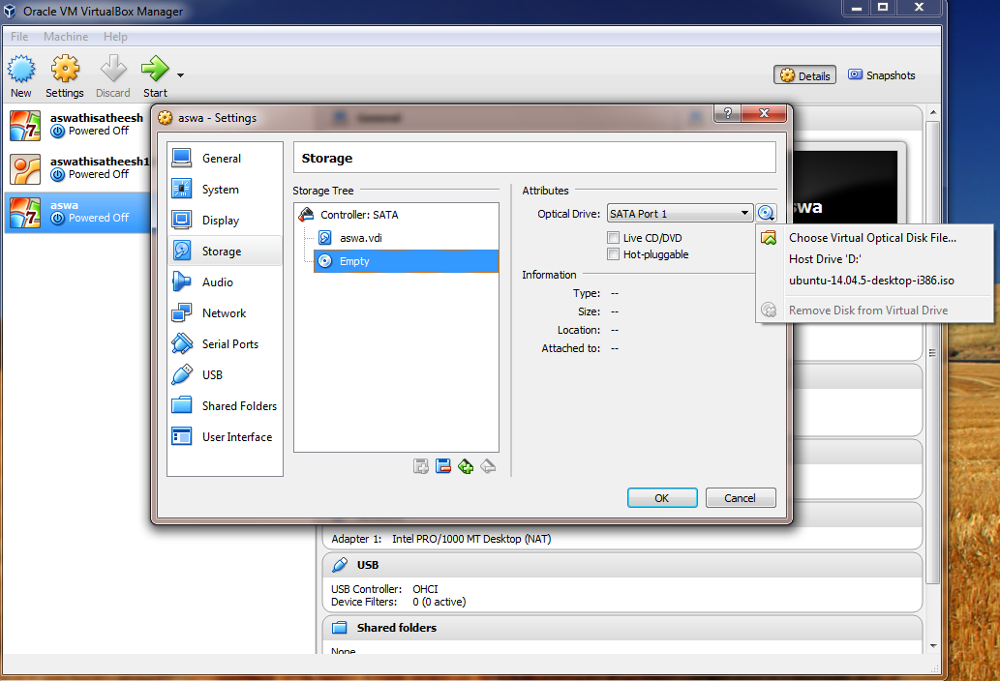 Oracle VM VirtualBox Manager
File Machine Help
New Settings Discard Start
Details Snapshots
aswathisatheesh
Powered Off
aswathisatheesh1
Powered Off
aswa
Powered Off
aswa - Settings
General
System
Display
Storage
Audio
Network
Serial Ports
USB
Shared Folders
User Interface
Storage
Storage Tree
Controller: SATA
aswa.vdi
Empty
Attributes
Optical Drive: SATA Port 1
Live CD/DVD
Hot-pluggable
Information
Type: --
Size: --
Location: --
Attached to: --
Choose Virtual Optical Disk File...
Host Drive 'D:'
ubuntu-14.04.5-desktop-i386.iso
Remove Disk from Virtual Drive
OK Cancel
Adapter 1: Intel PRO/1000 MT Desktop (NAT)
USB
USB Controller: OHCI
Device Filters: 0 (0 active)
Shared folders
None